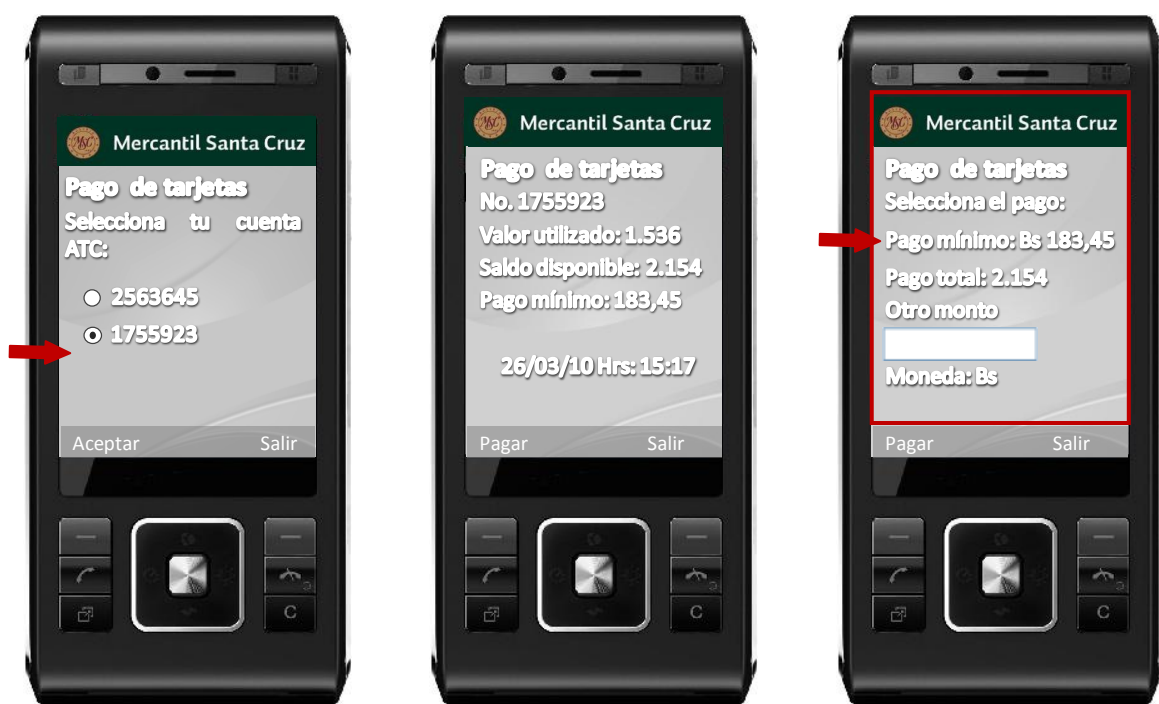 MSC
Mercantil Santa Cruz
Pago de tarjetas
Selecciona tu cuenta
ATC:
2563645
1755923
Aceptar Salir
C
MSC
Mercantil Santa Cruz
Pago de tarjetas
No. 1755923
Valor utilizado: 1.536
Saldo disponible: 2.154
Pago mínimo: 183,45
26/03/10 Hrs: 15:17
Pagar Salir
C
MSC
Mercantil Santa Cruz
Pago de tarjetas
Selecciona el pago:
Pago mínimo: Bs 183,45
Pago total: 2.154
Otro monto
Moneda: Bs
Pagar Salir
C